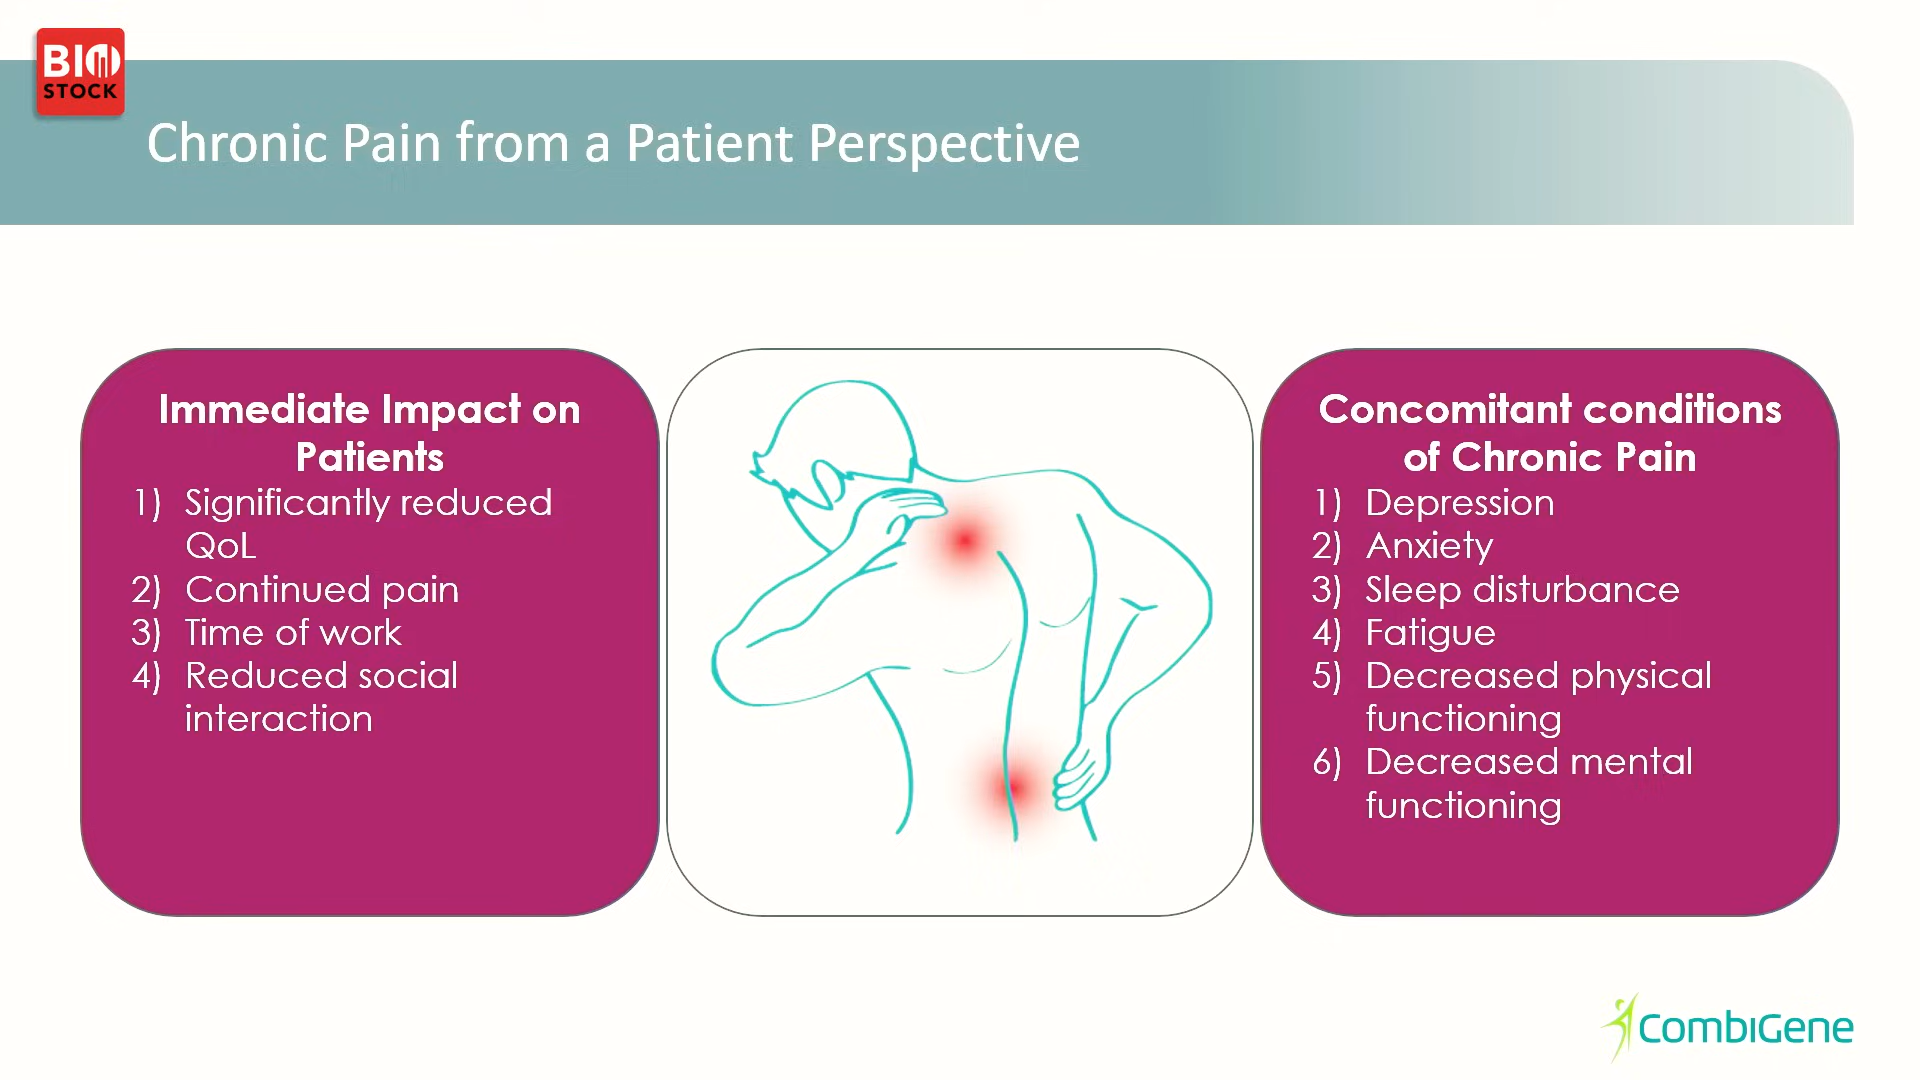 BIO
STOCK
Chronic Pain from a Patient Perspective
Immediate Impact on
Patients
1) Significantly reduced
QoL
2) Continued pain
3) Time of work
4) Reduced social
interaction
Concomitant conditions
of Chronic Pain
1) Depression
2) Anxiety
3) Sleep disturbance
4) Fatigue
5) Decreased physical
functioning
6) Decreased mental
functioning
CombiGene